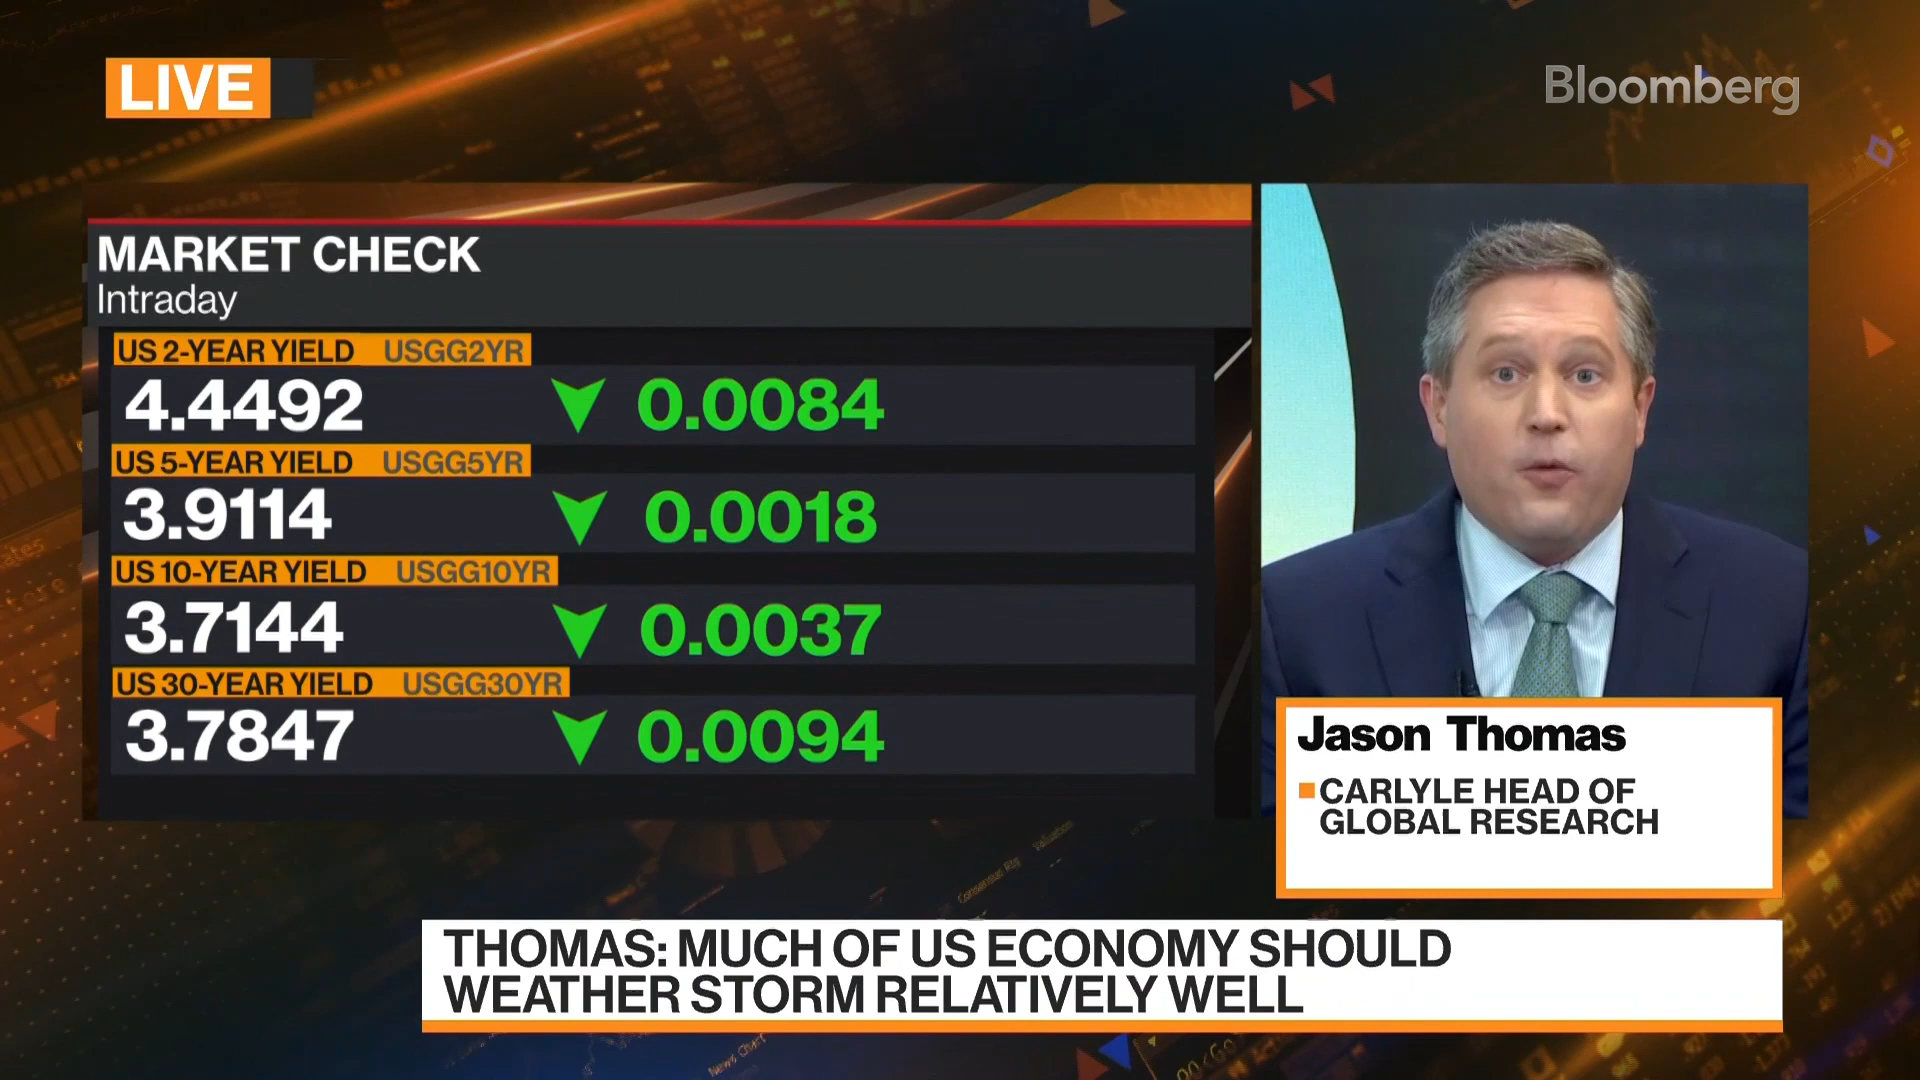 LIVE
Bloomberg
MARKET CHECK
Intraday
US 2-YEAR YIELD USGG2YR
4.4492 0.0084
US 5-YEAR YIELD USGG5YR
3.9114 0.0018
US 10-YEAR YIELD USGG10YR
3.7144 0.0037
US 30-YEAR YIELD USGG30YR
3.7847 0.0094
Jason Thomas
CARLYLE HEAD OF
GLOBAL RESEARCH
THOMAS: MUCH OF US ECONOMY SHOULD
WEATHER STORM RELATIVELY WELL
News Chart